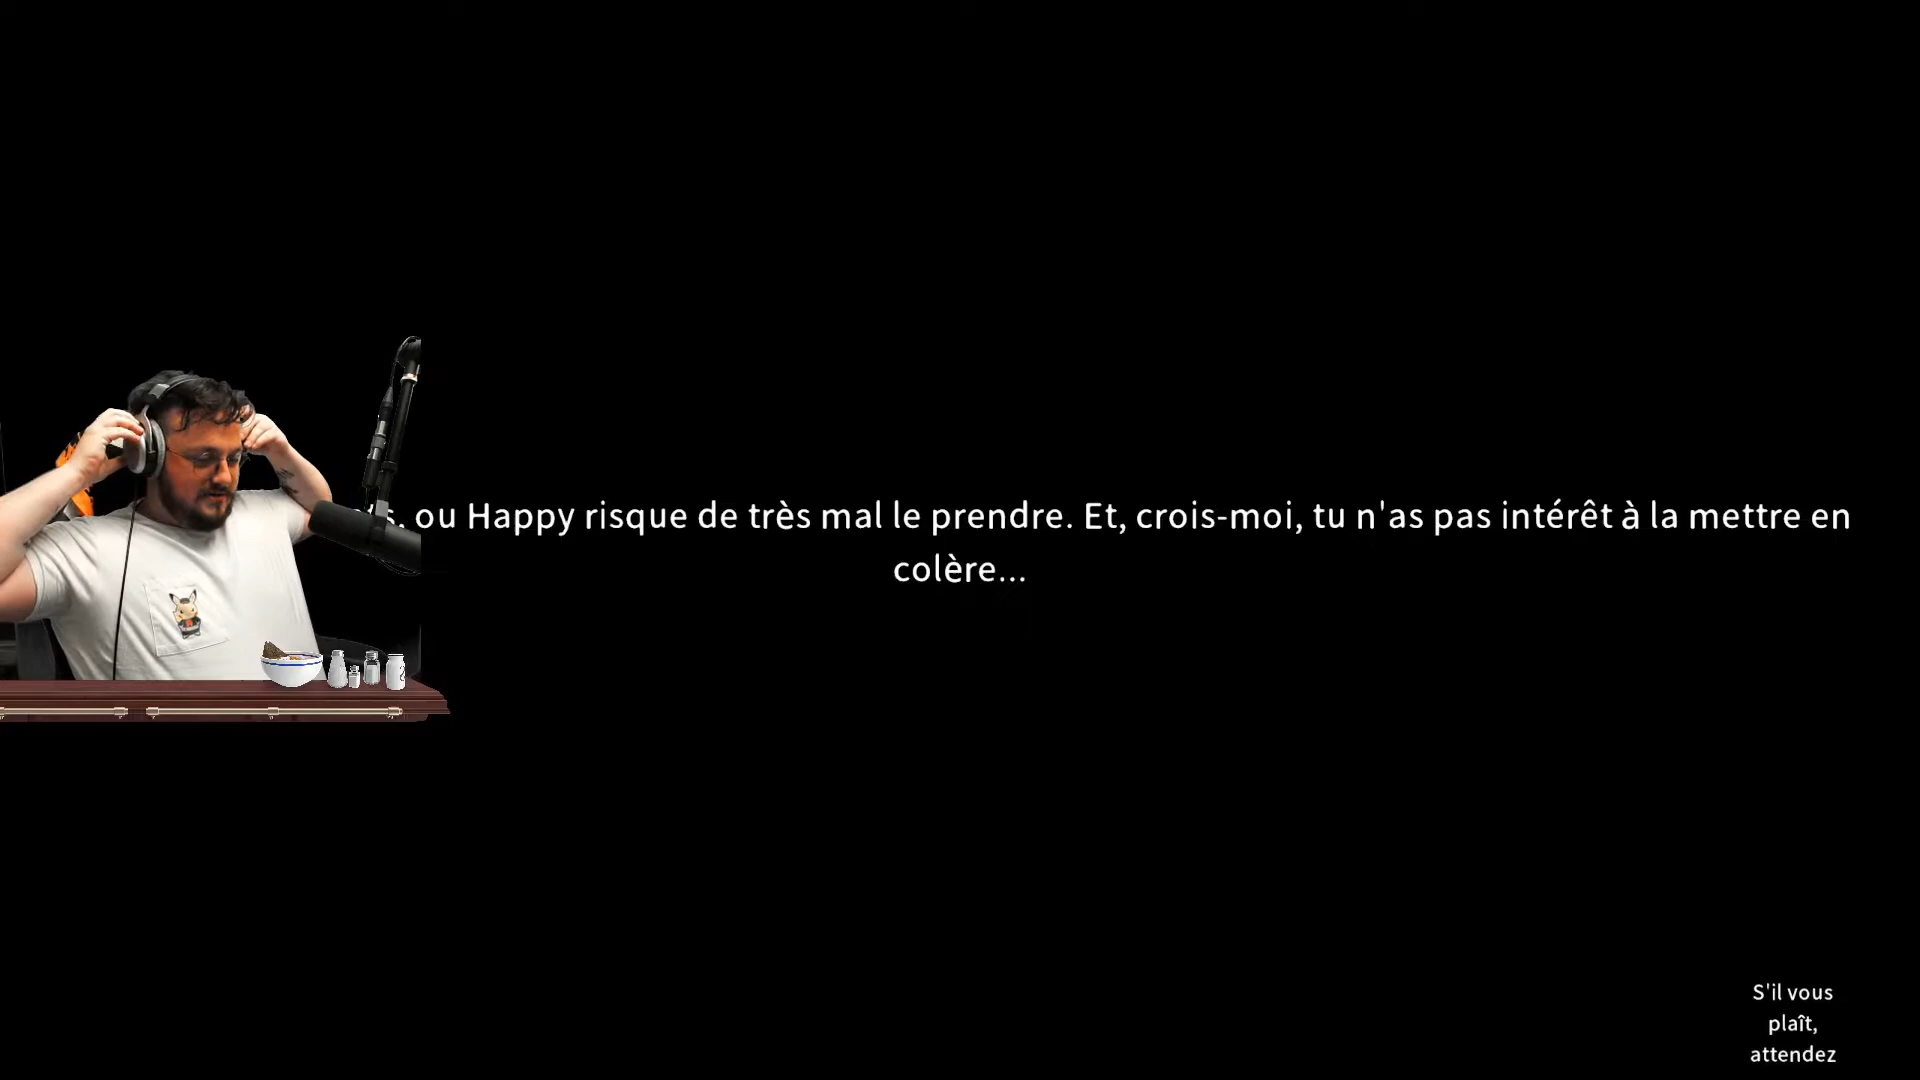 ou Happy risque de très mal le prendre. Et, crois-moi, tu n'as pas intérêt à la mettre en
colère...
S'il vous
plaît,
attendez